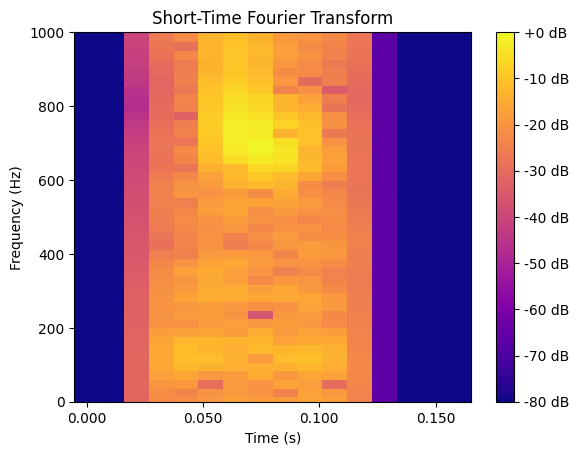 Short-Time Fourier Transform
Frequency (Hz)
1000
800
600
400
200
0
0.000
0.050
0.100
0.150
Time (s)
+0 dB
-10 dB
-20 dB
-30 dB
-40 dB
-50 dB
-60 dB
-70 dB
-80 dB